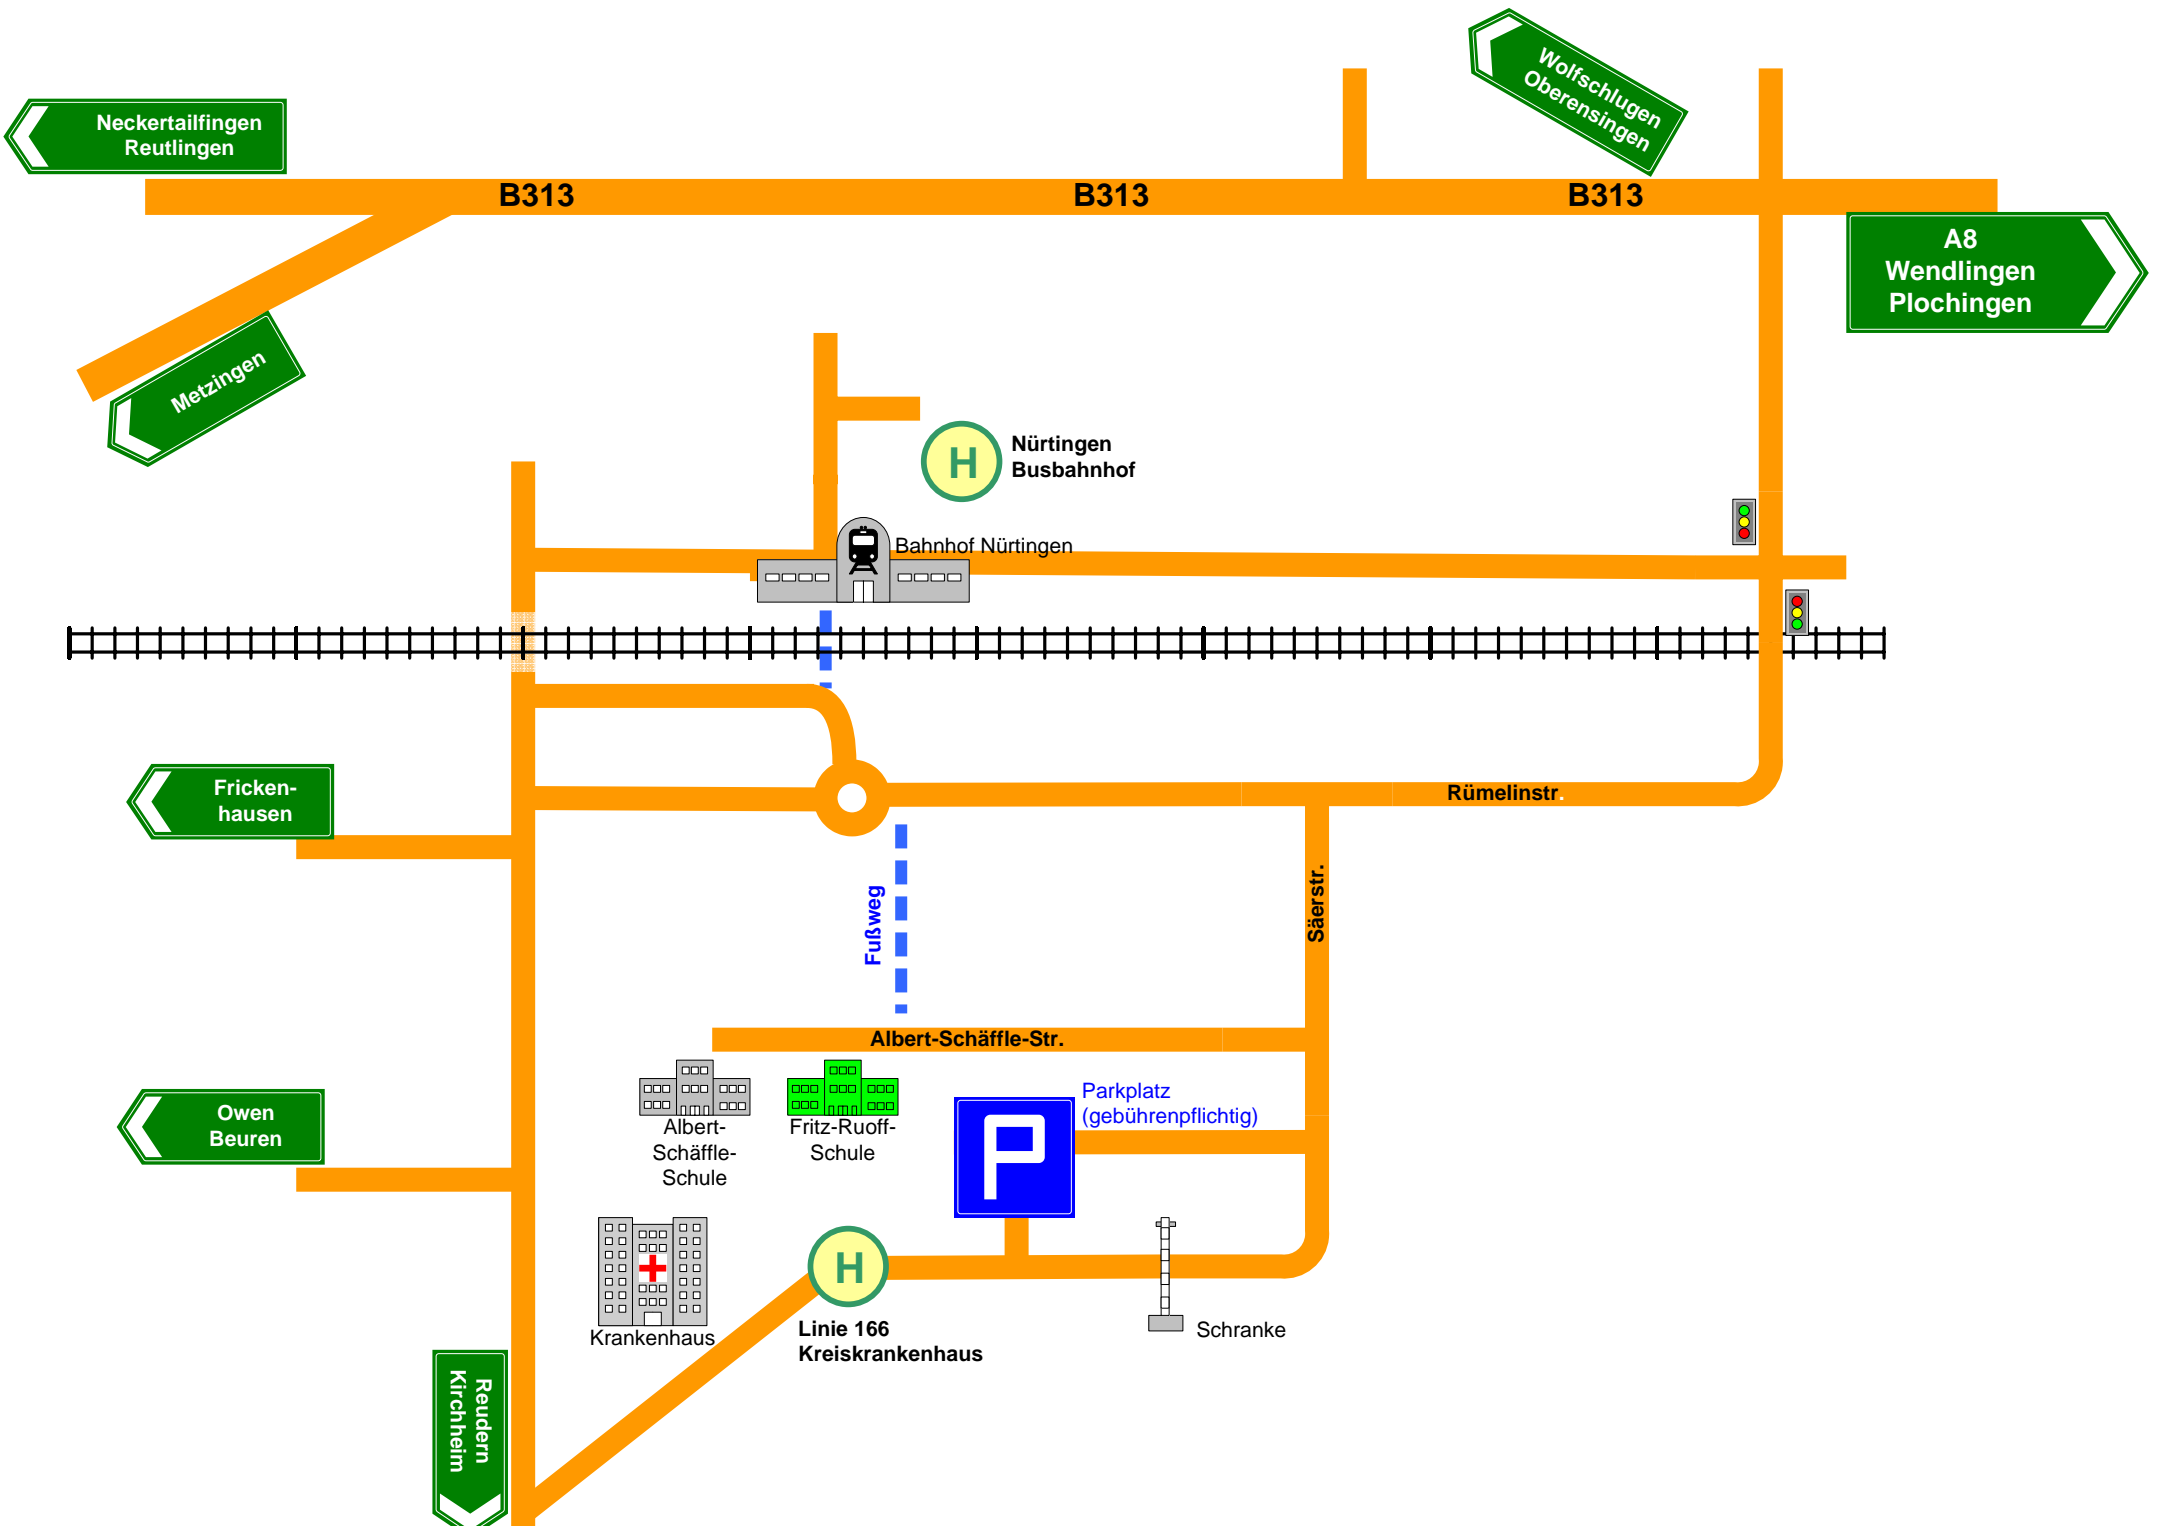 Wolfschlugen
Oberensingen
Neckertailfingen
Reutlingen
B313
B313
B313
A8
Wendlingen
Plochingen
Metzingen
H
Nürtingen
Busbahnhof
Bahnhof Nürtingen
Fricken-
hausen
Rümelinstr.
Säerstr.
Fußweg
Albert-Schäffle-Str.
Owen
Beuren
Albert-
Schäffle-
Schule
Fritz-Ruoff-
Schule
P
Parkplatz
(gebührenpflichtig)
Krankenhaus
H
Linie 166
Kreiskrankenhaus
Schranke
Reudern
Kirchheim